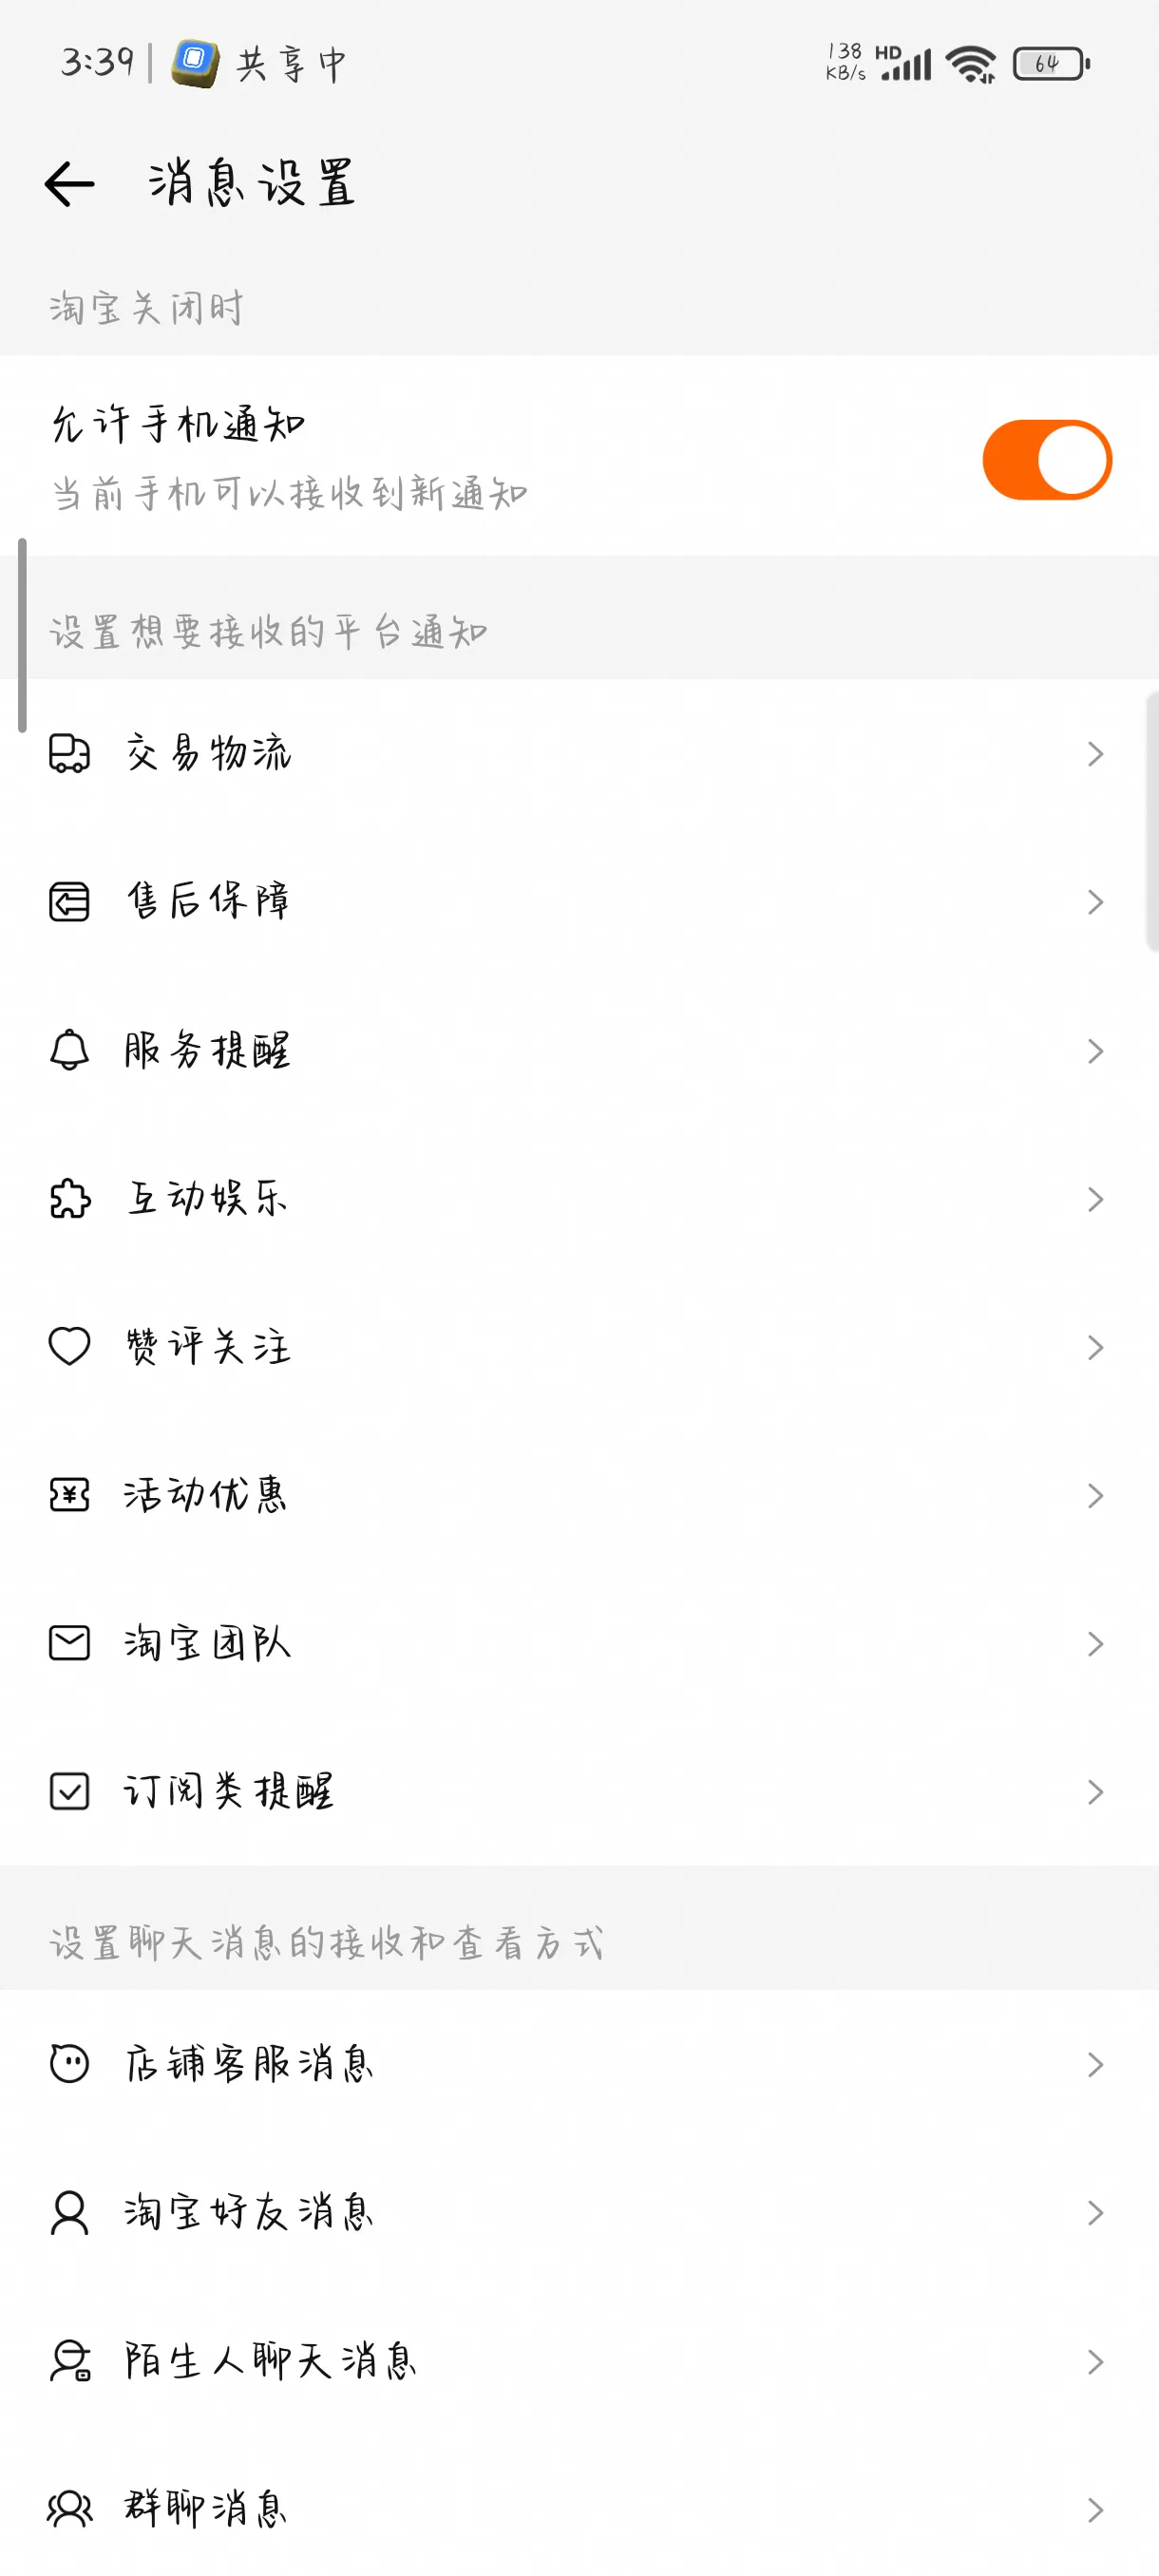 3:39 共享中 138 KB/s HD 64
消息设置
淘宝关闭时
允许手机通知
当前手机可以接收到新通知
设置想要接收的平台通知
交易物流
售后保障
服务提醒
互动娱乐
赞评关注
活动优惠
淘宝团队
订阅类提醒
设置聊天消息的接收和查看方式
店铺客服消息
淘宝好友消息
陌生人聊天消息
群聊消息